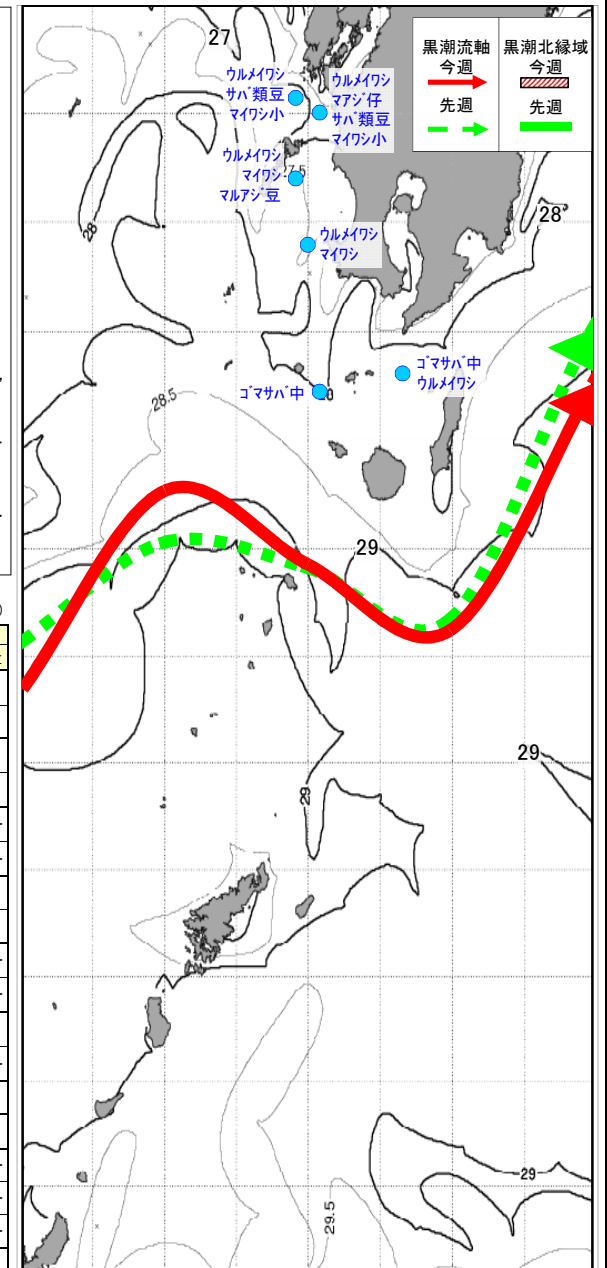 27
黒潮流軸
今週
先週
黒潮北縁域
今週
先週
ｳﾙﾒｲﾜｼ
ｻﾊﾞ類豆
ﾏｲﾜｼ小
ｳﾙﾒｲﾜｼ
ﾏｱｼﾞ仔
ｻﾊﾞ類豆
ﾏｲﾜｼ小
ｳﾙﾒｲﾜｼ
ﾏｲﾜｼ
ﾏﾙｱｼﾞ豆
28
28
ｳﾙﾒｲﾜｼ
ﾏｲﾜｼ
ｺﾞﾏｻﾊﾞ中
ｳﾙﾒｲﾜｼ
ｺﾞﾏｻﾊﾞ中
28.5
29
29
29
29
29.5